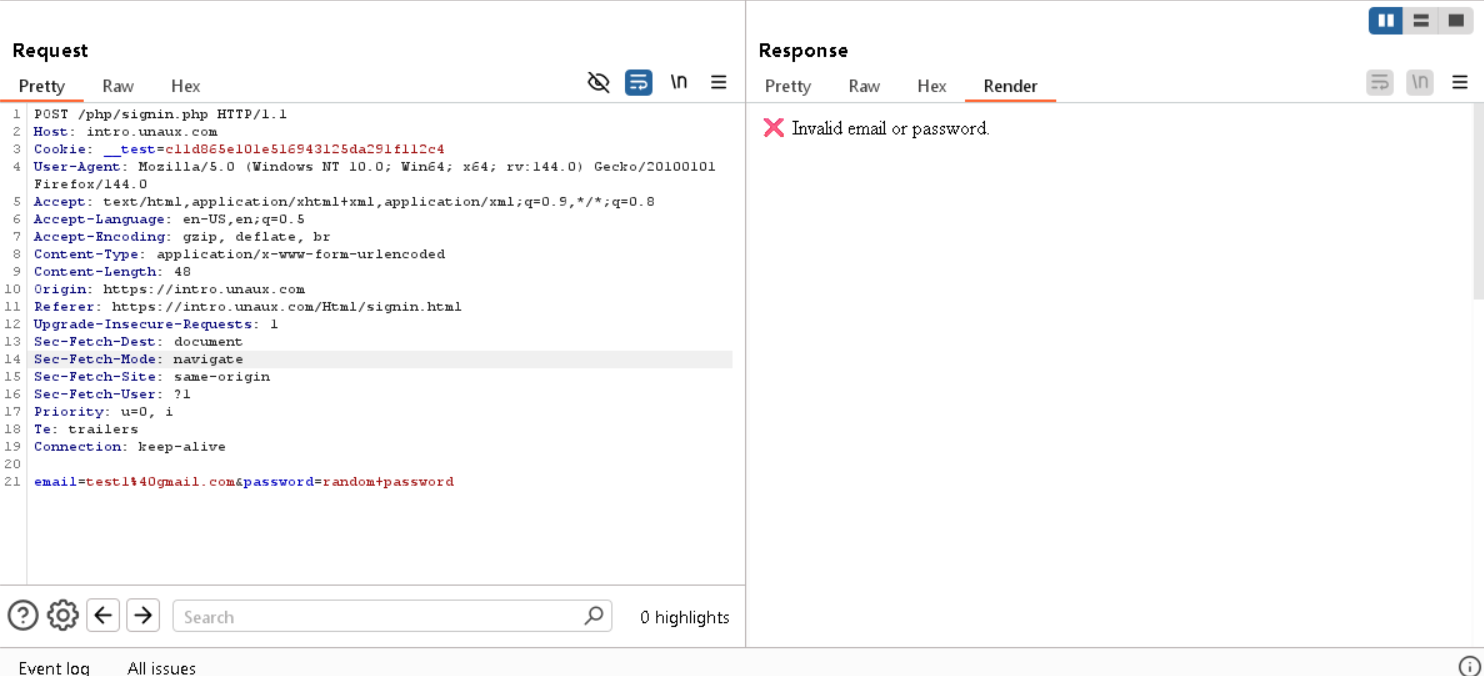 Request
Pretty Raw Hex
\n
1 POST /php/signin.php HTTP/1.1
2 Host: intro.unaux.com
3 Cookie: __test=c11d865e101e516943125da291f112c4
4 User-Agent: Mozilla/5.0 (Windows NT 10.0; Win64; x64; rv:144.0) Gecko/20100101
Firefox/144.0
5 Accept: text/html,application/xhtml+xml,application/xml;q=0.9,*/*;q=0.8
6 Accept-Language: en-US,en;q=0.5
7 Accept-Encoding: gzip, deflate, br
8 Content-Type: application/x-www-form-urlencoded
9 Content-Length: 48
10 Origin: https://intro.unaux.com
11 Referer: https://intro.unaux.com/Html/signin.html
12 Upgrade-Insecure-Requests: 1
13 Sec-Fetch-Dest: document
14 Sec-Fetch-Mode: navigate
15 Sec-Fetch-Site: same-origin
16 Sec-Fetch-User: ?1
17 Priority: u=0, i
18 Te: trailers
19 Connection: keep-alive
20
21 email=test1%40gmail.com&password=random+password
Search
0 highlights
Response
Pretty Raw Hex Render
\n
❌ Invalid email or password.
Event log All issues